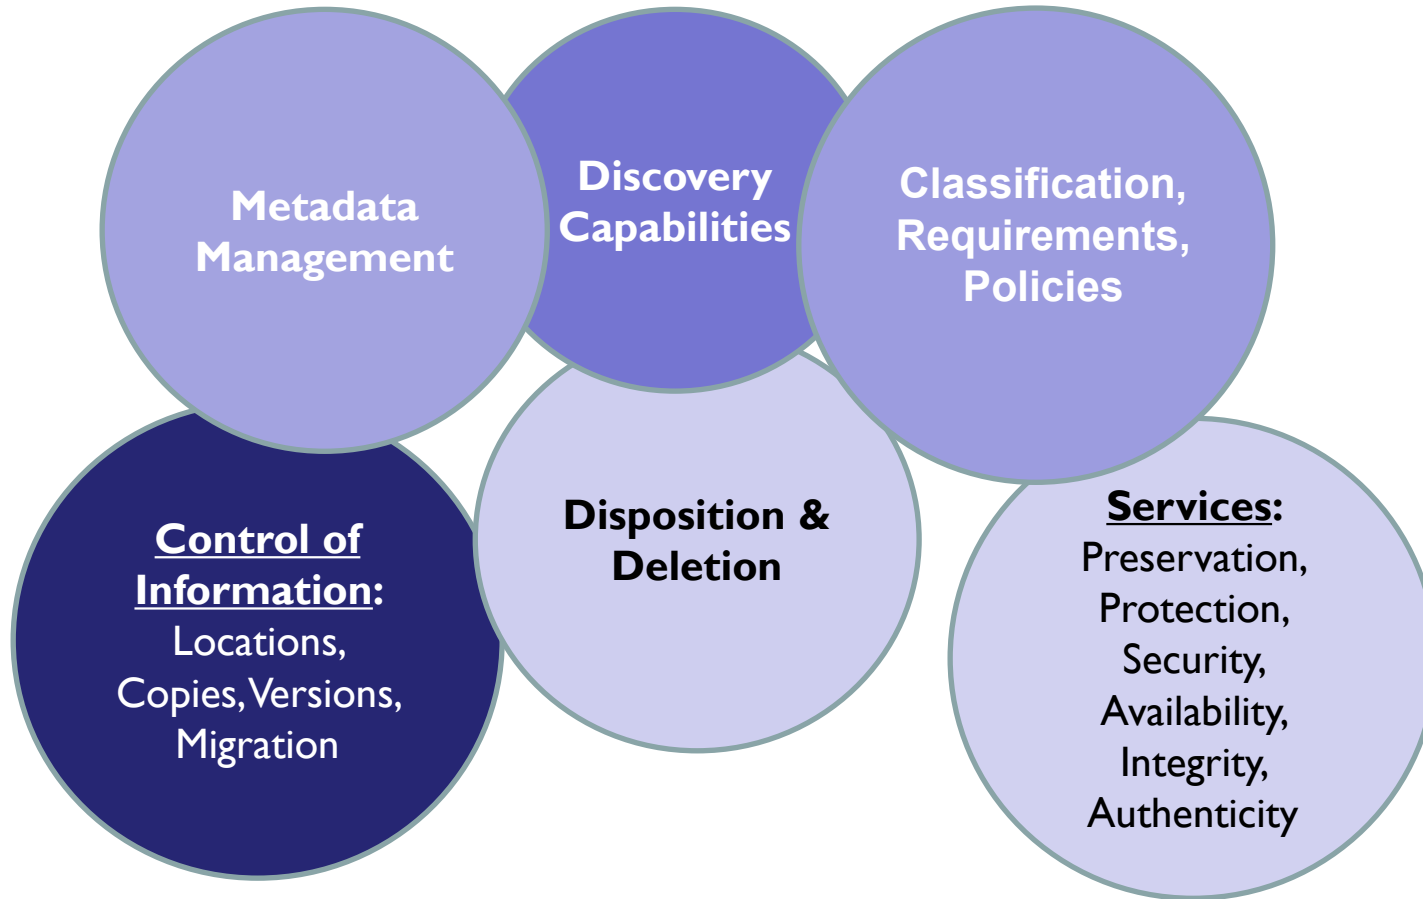 Metadata
Management
Discovery
Capabilities
Classification,
Requirements,
Policies
Control of
Information:
Locations,
Copies, Versions,
Migration
Disposition &
Deletion
Services:
Preservation,
Protection,
Security,
Availability,
Integrity,
Authenticity